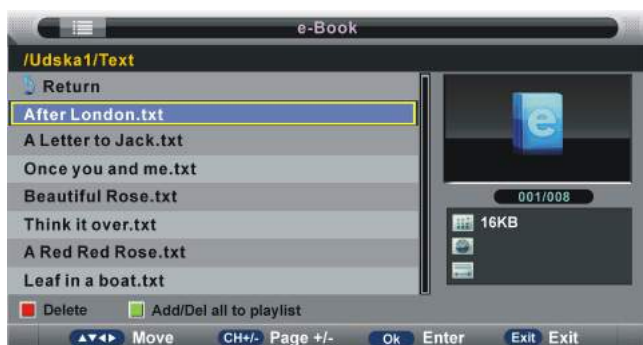 e-Book
/Udska1/Text
Return
After London.txt
A Letter to Jack.txt
Once you and me.txt
Beautiful Rose.txt
Think it over.txt
A Red Red Rose.txt
Leaf in a boat.txt
e
001/008
16KB
Delete Add/Del all to playlist
Move CH+/- Page +/- Ok Enter Exit Exit